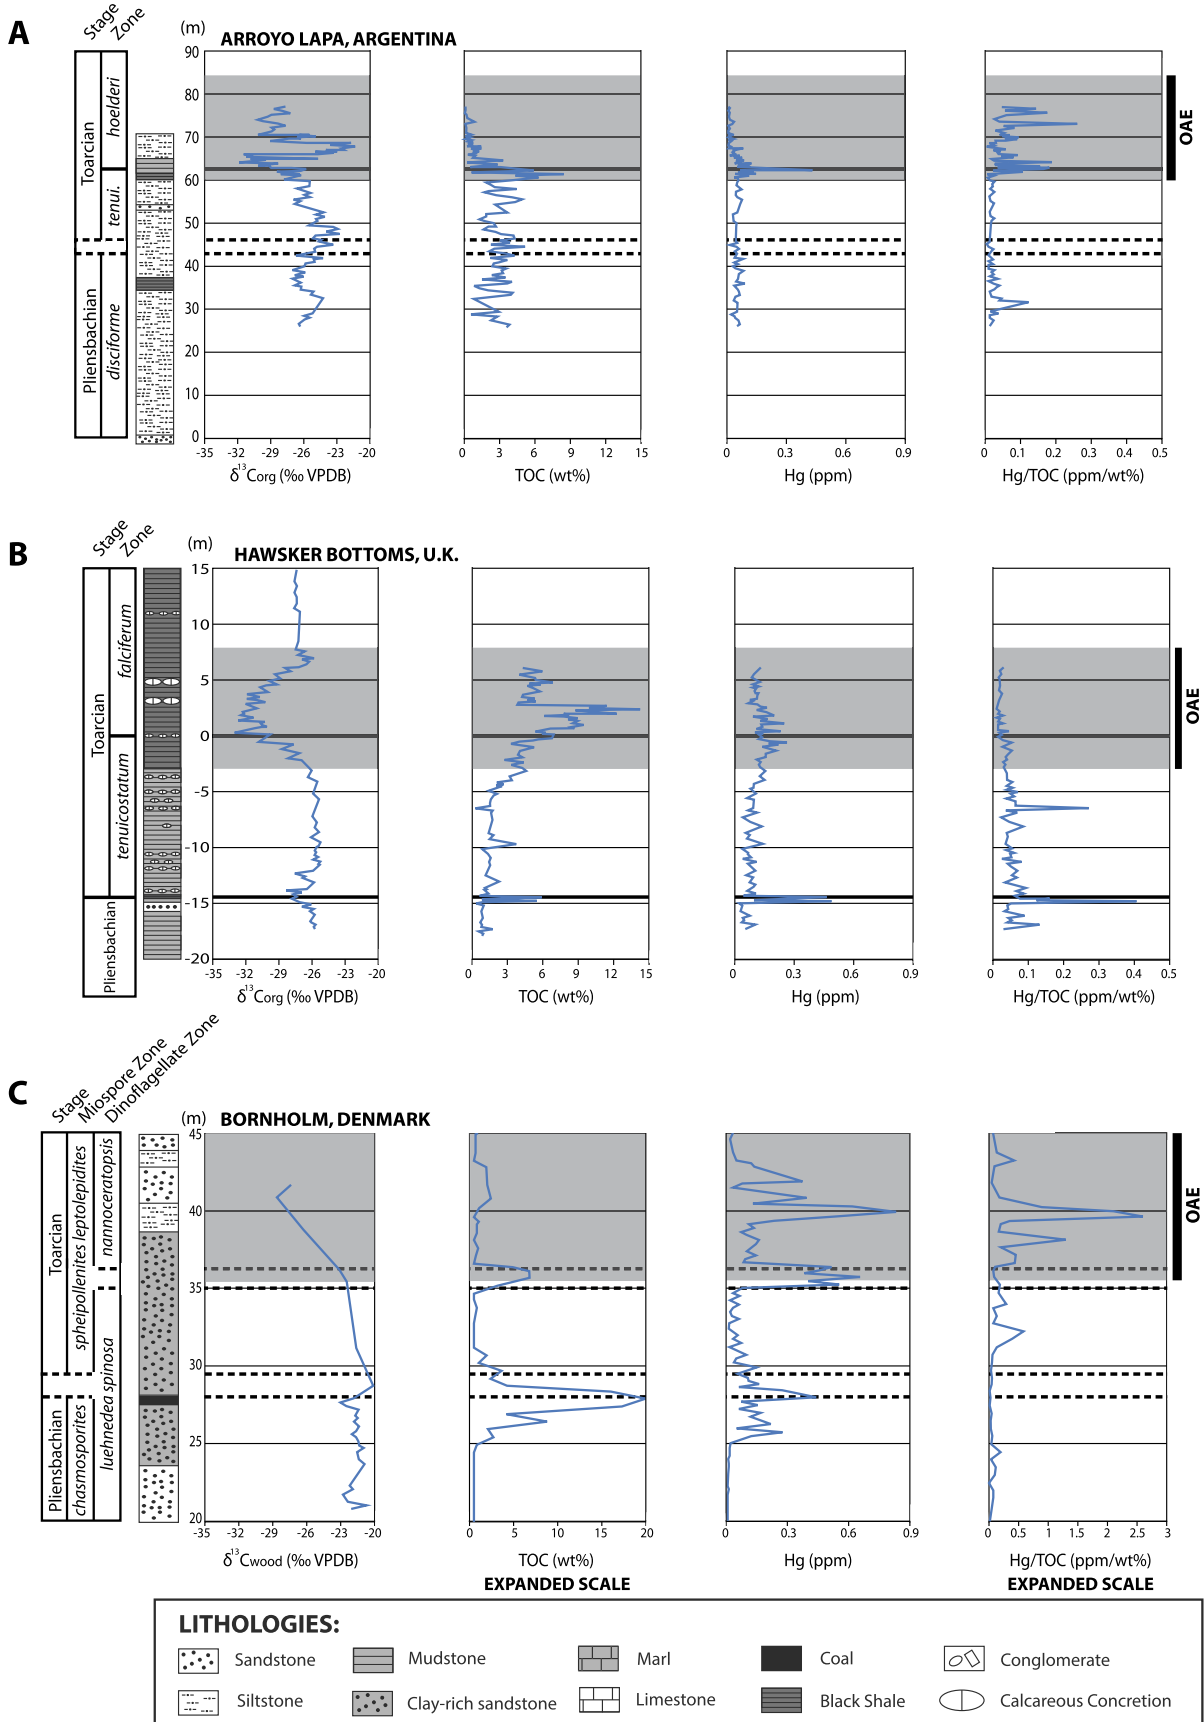 A
Stage
Zone
(m)
ARROYO LAPA, ARGENTINA
Toarcian
hoelderi
tenui.
Pliensbachian
disciforme
90
80
70
60
50
40
30
20
10
0
OAE
-35 -32 -29 -26 -23 -20
0 3 6 9 12 15
0 0.3 0.6 0.9
0 0.1 0.2 0.3 0.4 0.5
δ¹³Corg (‰ VPDB)
TOC (wt%)
Hg (ppm)
Hg/TOC (ppm/wt%)
B
Stage
Zone
(m)
HAWSKER BOTTOMS, U.K.
Toarcian
falciferum
tenuicostatum
Pliensbachian
15
10
5
0
-5
-10
-15
-20
OAE
-35 -32 -29 -26 -23 -20
0 3 6 9 12 15
0 0.3 0.6 0.9
0 0.1 0.2 0.3 0.4 0.5
δ¹³Corg (‰ VPDB)
TOC (wt%)
Hg (ppm)
Hg/TOC (ppm/wt%)
C
Stage
Miospore Zone
Dinoflagellate Zone
(m)
BORNHOLM, DENMARK
Toarcian
spheipollenites leptolepidites
nannoceratopsis
Pliensbachian
chasmosporites
luehnedea spinosa
45
40
35
30
25
20
OAE
-35 -32 -29 -26 -23 -20
0 5 10 15 20
0 0.3 0.6 0.9
0 0.5 1 1.5 2 2.5 3
δ¹³Cwood (‰ VPDB)
TOC (wt%)
Hg (ppm)
Hg/TOC (ppm/wt%)
EXPANDED SCALE
EXPANDED SCALE
LITHOLOGIES:
Sandstone
Mudstone
Marl
Coal
Conglomerate
Siltstone
Clay-rich sandstone
Limestone
Black Shale
Calcareous Concretion